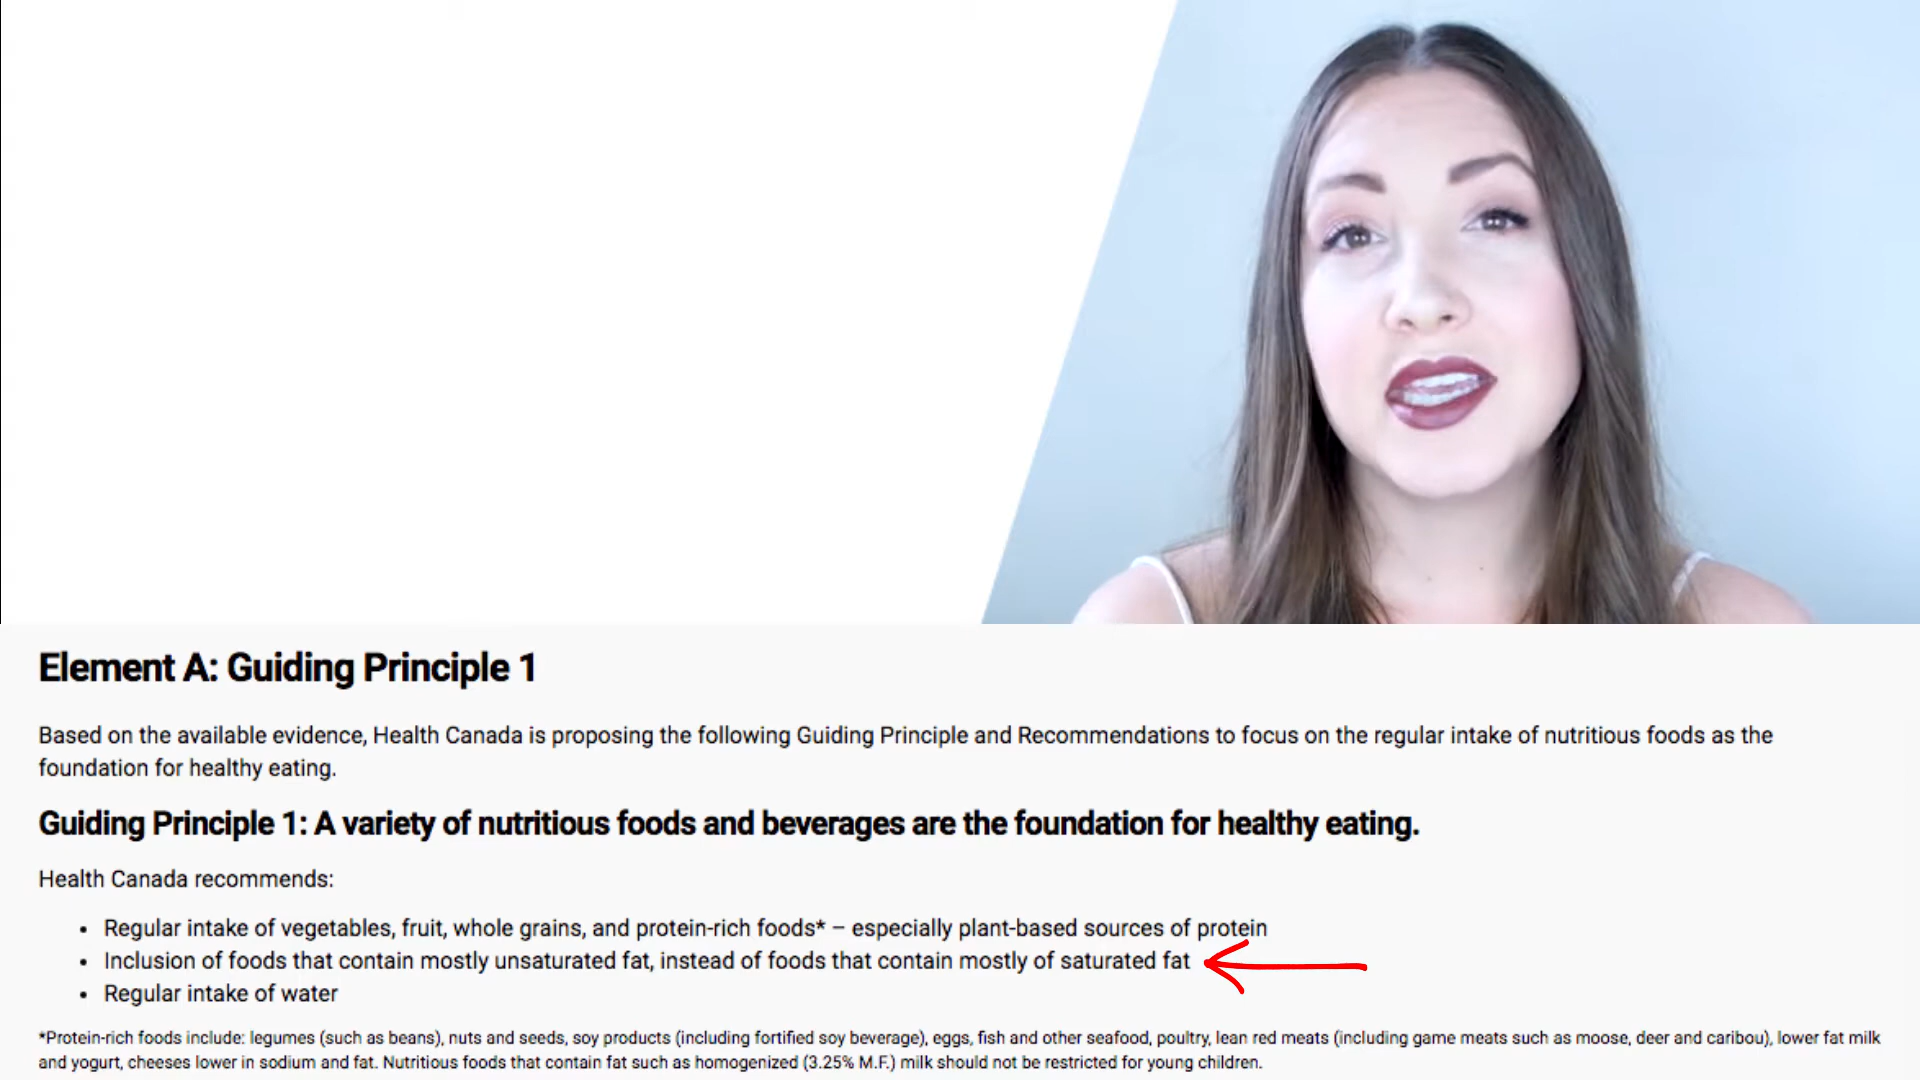 Element A: Guiding Principle 1
Based on the available evidence, Health Canada is proposing the following Guiding Principle and Recommendations to focus on the regular intake of nutritious foods as the
foundation for healthy eating.
Guiding Principle 1: A variety of nutritious foods and beverages are the foundation for healthy eating.
Health Canada recommends:
• Regular intake of vegetables, fruit, whole grains, and protein-rich foods* – especially plant-based sources of protein
• Inclusion of foods that contain mostly unsaturated fat, instead of foods that contain mostly of saturated fat
• Regular intake of water
*Protein-rich foods include: legumes (such as beans), nuts and seeds, soy products (including fortified soy beverage), eggs, fish and other seafood, poultry, lean red meats (including game meats such as moose, deer and caribou), lower fat milk
and yogurt, cheeses lower in sodium and fat. Nutritious foods that contain fat such as homogenized (3.25% M.F.) milk should not be restricted for young children.